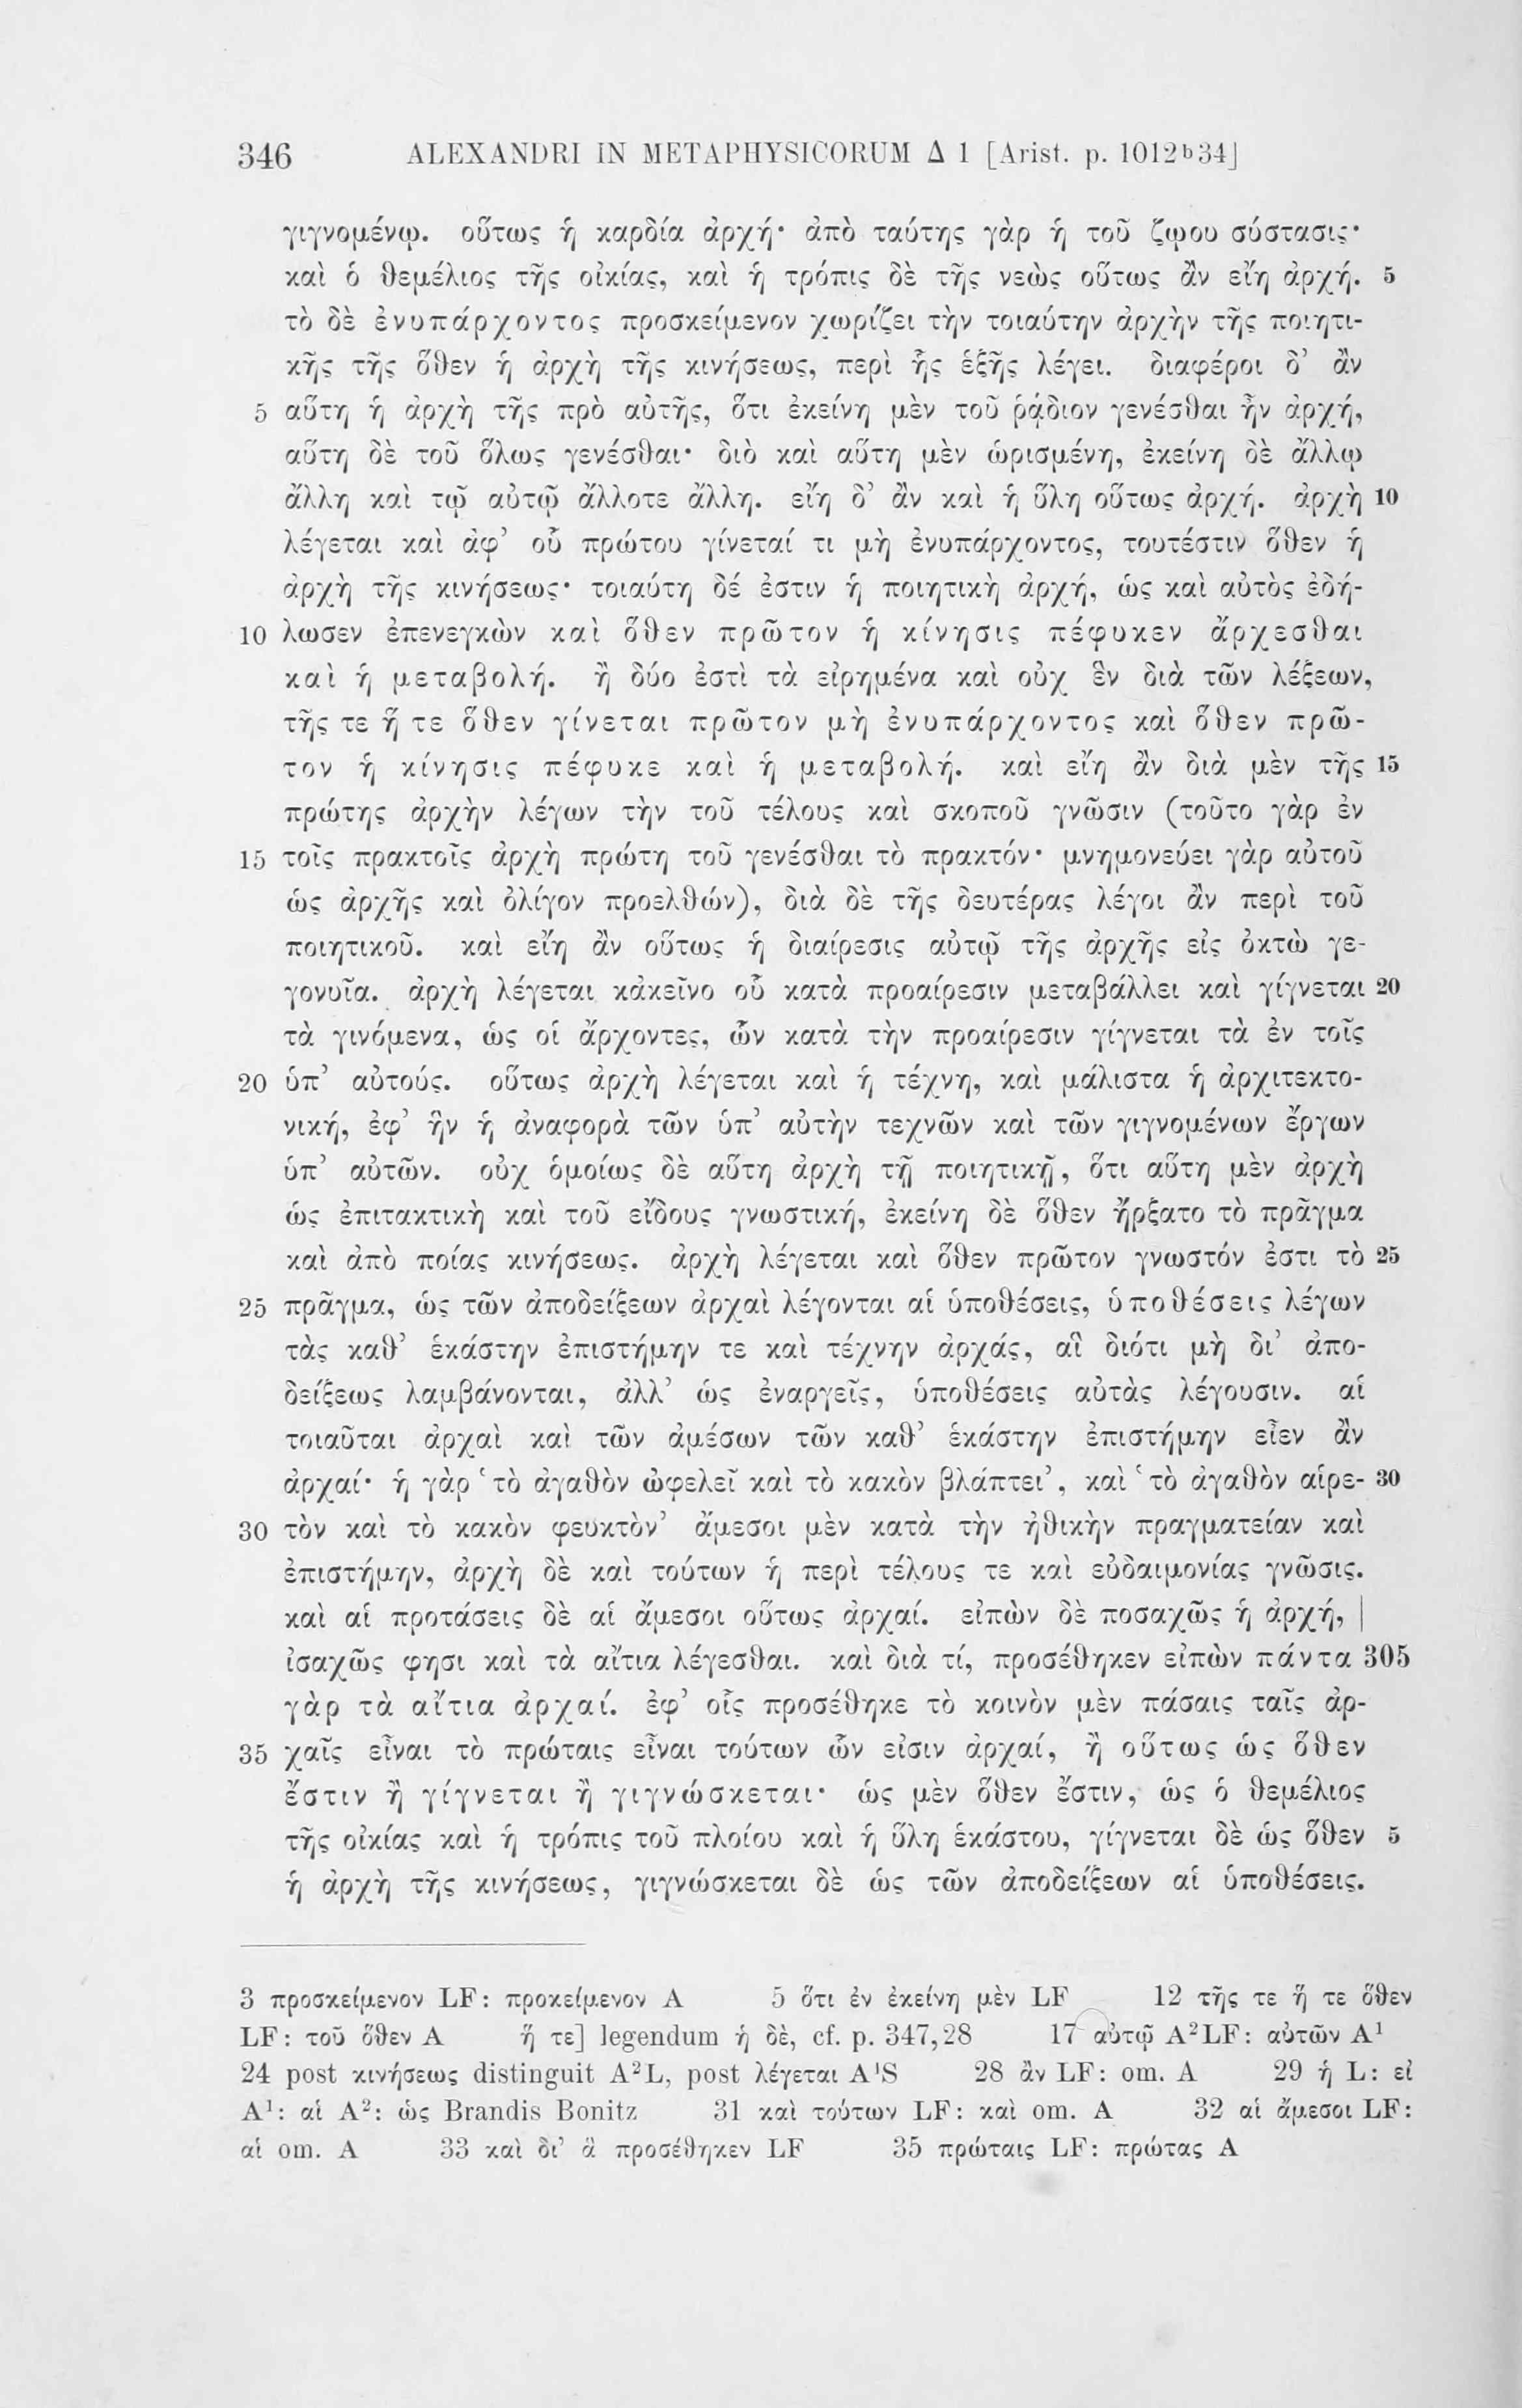 346 ALEXANDRI IN METAPHYSICORUM Δ 1 [Arist. p. 1012b34]
γιγνομένῳ. οὕτως ἡ καρδία ἀρχή· ἀπὸ ταύτης γὰρ ἡ τοῦ ζῳου σύστασις·
καὶ ὁ θεμέλιος τῆς οἰκίας, καὶ ἡ τρόπις δὲ τῆς νεὼς οὕτως ἂν εἴη ἀρχή. 5
τὸ δὲ ἐνυπάρχοντος προσκείμενον χωρίζει τὴν τοιαύτην ἀρχὴν τῆς ποιητι-
κῆς τῆς ὅθεν ἡ ἀρχὴ τῆς κινήσεως, περὶ ἧς ἑξῆς λέγει. διαφέροι δ’ ἂν
5 αὕτη ἡ ἀρχὴ τῆς πρὸ αὐτῆς, ὅτι ἐκείνη μὲν τοῦ ῥᾴδιον γενέσθαι ἦν ἀρχή,
αὕτη δὲ τοῦ ὅλως γενέσθαι· διὸ καὶ αὕτη μὲν ὡρισμένη, ἐκείνη δὲ ἄλλῳ
ἄλλη καὶ τῷ αὐτῷ ἄλλοτε ἄλλη. εἴη δ’ ἂν καὶ ἡ ὕλη οὕτως ἀρχή. ἀρχὴ 10
λέγεται καὶ ἀφ’ οὗ πρώτου γίνεταί τι μὴ ἐνυπάρχοντος, τουτέστιν ὅθεν ἡ
ἀρχὴ τῆς κινήσεως· τοιαύτη δέ ἐστιν ἡ ποιητικὴ ἀρχή, ὡς καὶ αὐτὸς ἐδή-
10 λωσεν ἐπενεγκὼν καὶ ὅθεν πρῶτον ἡ κίνησις πέφυκεν ἄρχεσθαι
καὶ ἡ μεταβολή. ἢ δύο ἐστὶ τὰ εἰρημένα καὶ οὐχ ἓν διὰ τῶν λέξεων,
τῆς τε ἥ τε ὅθεν γίνεται πρῶτον μὴ ἐνυπάρχοντος καὶ ὅθεν πρῶ-
τον ἡ κίνησις πέφυκε καὶ ἡ μεταβολή. καὶ εἴη ἂν διὰ μὲν τῆς 15
πρώτης ἀρχὴν λέγων τὴν τοῦ τέλους καὶ σκοποῦ γνῶσιν (τοῦτο γὰρ ἐν
15 τοῖς πρακτοῖς ἀρχὴ πρώτη τοῦ γενέσθαι τὸ πρακτόν· μνημονεύει γὰρ αὐτοῦ
ὡς ἀρχῆς καὶ ὀλίγον προελθών), διὰ δὲ τῆς δευτέρας λέγοι ἂν περὶ τοῦ
ποιητικοῦ. καὶ εἴη ἂν οὕτως ἡ διαίρεσις αὐτῷ τῆς ἀρχῆς εἰς ὀκτὼ γε-
γονυῖα. ἀρχὴ λέγεται κἀκεῖνο οὗ κατὰ προαίρεσιν μεταβάλλει καὶ γίγνεται 20
τὰ γινόμενα, ὡς οἱ ἄρχοντες, ὧν κατὰ τὴν προαίρεσιν γίγνεται τὰ ἐν τοῖς
20 ὑπ’ αὐτούς. οὕτως ἀρχὴ λέγεται καὶ ἡ τέχνη, καὶ μάλιστα ἡ ἀρχιτεκτο-
νική, ἐφ’ ἣν ἡ ἀναφορὰ τῶν ὑπ’ αὐτὴν τεχνῶν καὶ τῶν γιγνομένων ἔργων
ὑπ’ αὐτῶν. οὐχ ὁμοίως δὲ αὕτη ἀρχὴ τῇ ποιητικῇ, ὅτι αὕτη μὲν ἀρχὴ
ὡς ἐπιτακτικὴ καὶ τοῦ εἴδους γνωστική, ἐκείνη δὲ ὅθεν ἤρξατο τὸ πρᾶγμα
καὶ ἀπὸ ποίας κινήσεως. ἀρχὴ λέγεται καὶ ὅθεν πρῶτον γνωστόν ἐστι τὸ 25
25 πρᾶγμα, ὡς τῶν ἀποδείξεων ἀρχαὶ λέγονται αἱ ὑποθέσεις, ὑποθέσεις λέγων
τὰς καθ’ ἑκάστην ἐπιστήμην τε καὶ τέχνην ἀρχάς, αἳ διότι μὴ δι’ ἀπο-
δείξεως λαμβάνονται, ἀλλ’ ὡς ἐναργεῖς, ὑποθέσεις αὐτὰς λέγουσιν. αἱ
τοιαῦται ἀρχαὶ καὶ τῶν ἀμέσων τῶν καθ’ ἑκάστην ἐπιστήμην εἶεν ἂν
ἀρχαί· ἡ γὰρ ‘τὸ ἀγαθὸν ὠφελεῖ καὶ τὸ κακὸν βλάπτει’, καὶ ‘τὸ ἀγαθὸν αἱρε- 30
30 τὸν καὶ τὸ κακὸν φευκτὸν’ ἄμεσοι μὲν κατὰ τὴν ἠθικὴν πραγματείαν καὶ
ἐπιστήμην, ἀρχὴ δὲ καὶ τούτων ἡ περὶ τέλους τε καὶ εὐδαιμονίας γνῶσις.
καὶ αἱ προτάσεις δὲ αἱ ἄμεσοι οὕτως ἀρχαί. εἰπὼν δὲ ποσαχῶς ἡ ἀρχή, |
ἰσαχῶς φησι καὶ τὰ αἴτια λέγεσθαι. καὶ διὰ τί, προσέθηκεν εἰπὼν πάντα 305
γὰρ τὰ αἴτια ἀρχαί. ἐφ’ οἷς προσέθηκε τὸ κοινὸν μὲν πάσαις ταῖς ἀρ-
35 χαῖς εἶναι τὸ πρώταις εἶναι τούτων ὧν εἰσιν ἀρχαί, ἢ οὕτως ὡς ὅθεν
ἔστιν ἢ γίγνεται ἢ γιγνώσκεται· ὡς μὲν ὅθεν ἔστιν, ὡς ὁ θεμέλιος
τῆς οἰκίας καὶ ἡ τρόπις τοῦ πλοίου καὶ ἡ ὕλη ἑκάστου, γίγνεται δὲ ὡς ὅθεν 5
ἡ ἀρχὴ τῆς κινήσεως, γιγνώσκεται δὲ ὡς τῶν ἀποδείξεων αἱ ὑποθέσεις.
3 προσκείμενον LF: προκείμενον A 5 ὅτι ἐν ἐκείνη μὲν LF 12 τῆς τε ἥ τε ὅθεν
LF: τοῦ ὅθεν A ἥ τε] legendum ἡ δὲ, cf. p. 347,28 17 αὐτῷ A²LF: αὐτῶν A¹
24 post κινήσεως distinguit A²L, post λέγεται A¹S 28 ἂν LF: om. A 29 ἡ L: εἰ
A¹: αἱ A²: ὡς Brandis Bonitz 31 καὶ τούτων LF: καὶ om. A 32 αἱ ἄμεσοι LF:
αἱ om. A 33 καὶ δι’ ἃ προσέθηκεν LF 35 πρώταις LF: πρώτας A